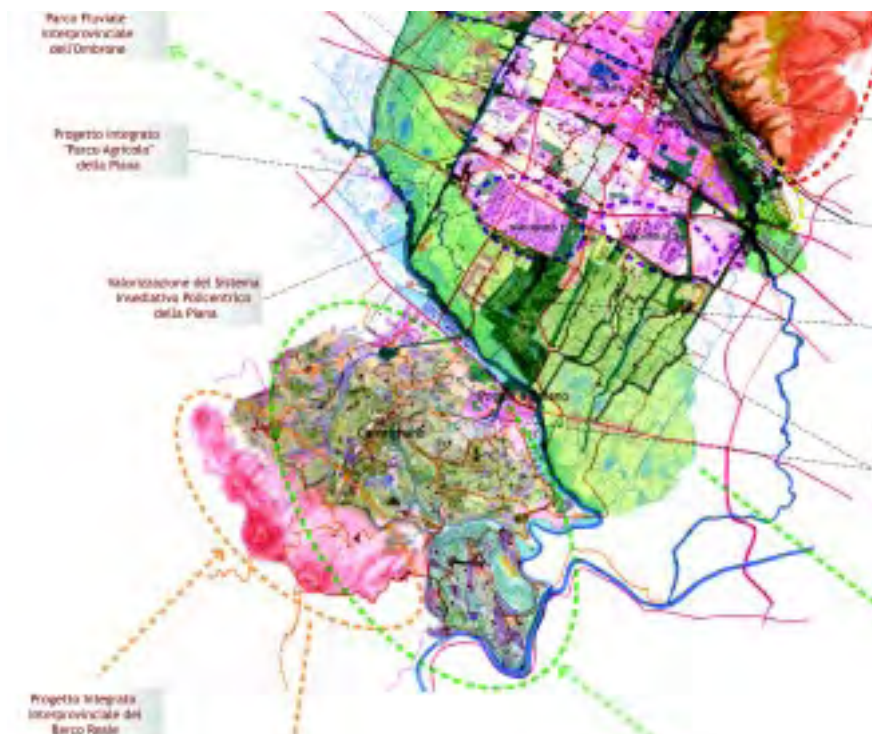 Parco Fluviale
Interprovinciale
dell'Ombrone
Progetto Integrato
"Parco Agricolo"
della Piana
Valorizzazione del Sistema
Insediativo Policentrico
della Piana
Progetto Integrato
Interprovinciale del
Barco Reale